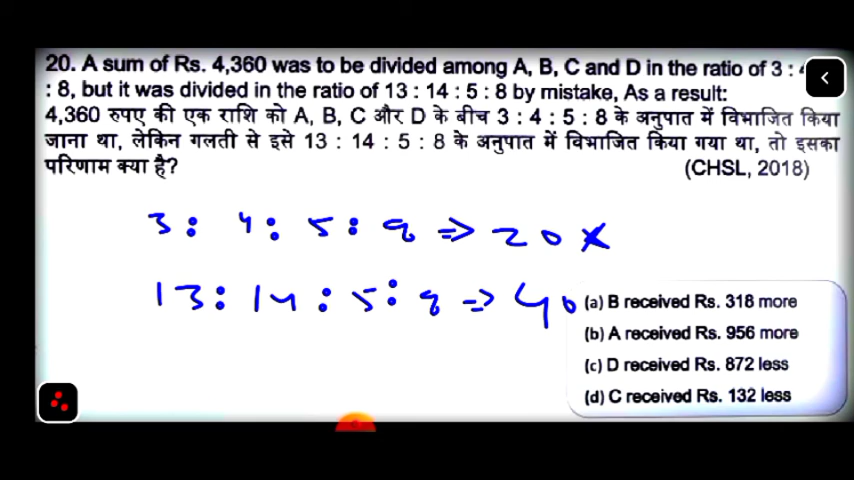 20. A sum of Rs. 4,360 was to be divided among A, B, C and D in the ratio of 3 :
: 8, but it was divided in the ratio of 13 : 14 : 5 : 8 by mistake, As a result:
4,360 रुपए की एक राशि को A, B, C और D के बीच 3 : 4 : 5 : 8 के अनुपात में विभाजित किया
जाना था, लेकिन गलती से इसे 13 : 14 : 5 : 8 के अनुपात में विभाजित किया गया था, तो इसका
परिणाम क्या है? (CHSL, 2018)
3 : 4 : 5 : 8 => 20 x
13 : 14 : 5 : 8 => 40
(a) B received Rs. 318 more
(b) A received Rs. 956 more
(c) D received Rs. 872 less
(d) C received Rs. 132 less